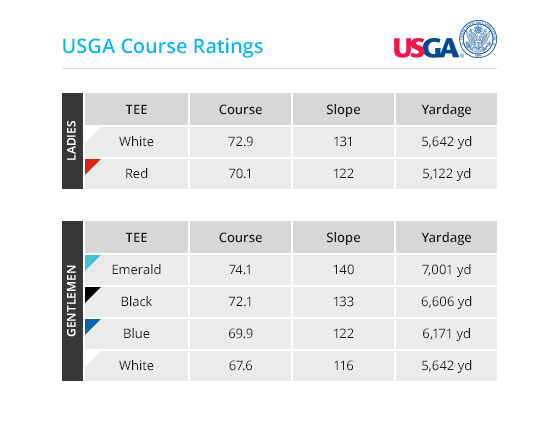 USGA Course Ratings
USGA
LADIES
TEE Course Slope Yardage
White 72.9 131 5,642 yd
Red 70.1 122 5,122 yd
GENTLEMEN
TEE Course Slope Yardage
Emerald 74.1 140 7,001 yd
Black 72.1 133 6,606 yd
Blue 69.9 122 6,171 yd
White 67.6 116 5,642 yd